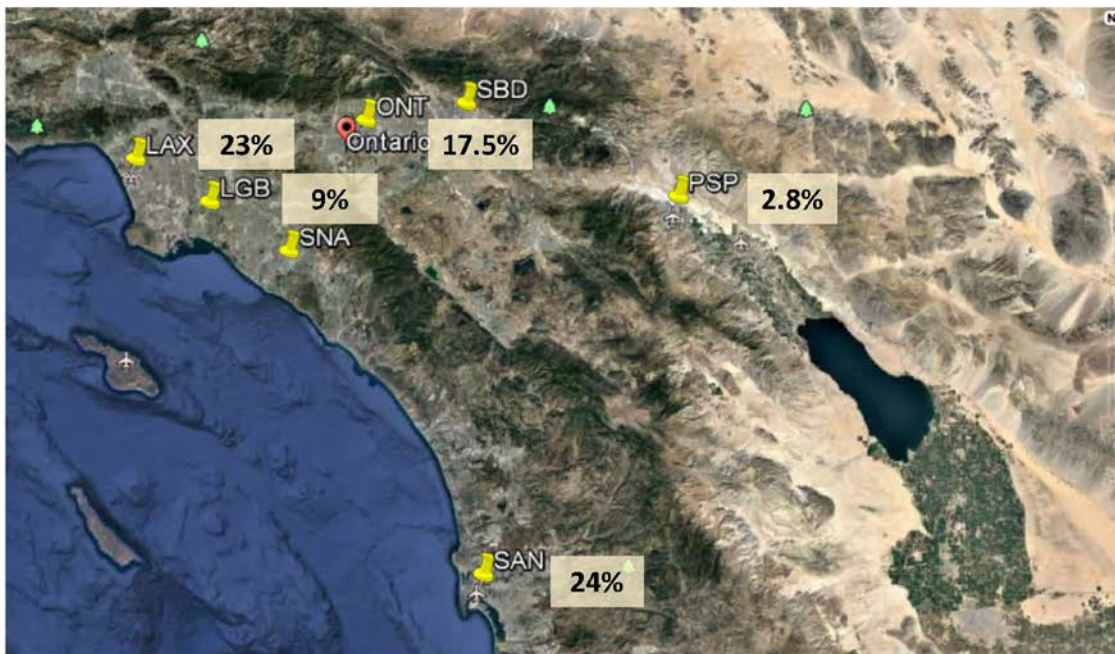 SBD
ONT
Ontario
17.5%
LAX
23%
LGB
9%
PSP
2.8%
SNA
SAN
24%